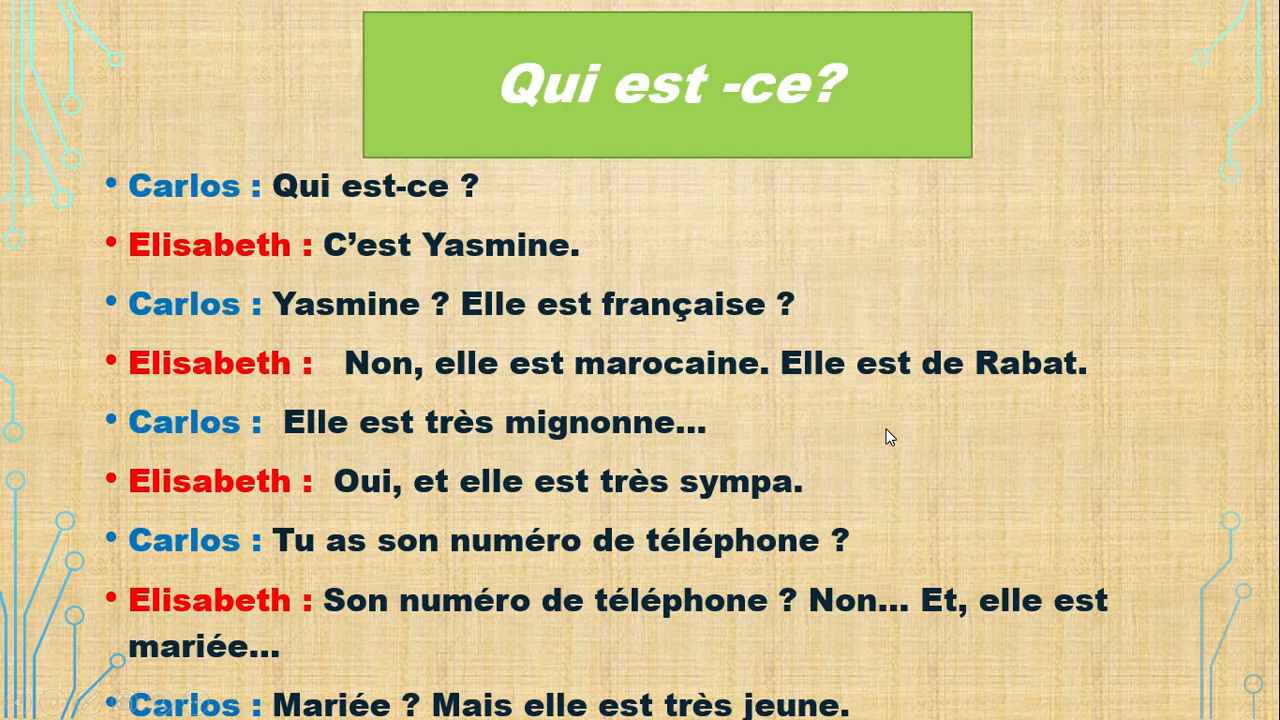 Qui est -ce?
• Carlos : Qui est-ce ?
• Elisabeth : C’est Yasmine.
• Carlos : Yasmine ? Elle est française ?
• Elisabeth : Non, elle est marocaine. Elle est de Rabat.
• Carlos : Elle est très mignonne...
• Elisabeth : Oui, et elle est très sympa.
• Carlos : Tu as son numéro de téléphone ?
• Elisabeth : Son numéro de téléphone ? Non... Et, elle est
mariée...
• Carlos : Mariée ? Mais elle est très jeune.